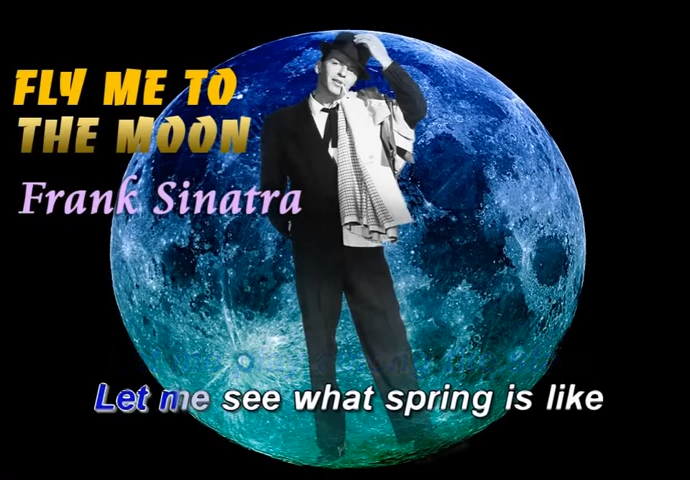 FLY ME TO
THE MOON
Frank Sinatra
Let me see what spring is like